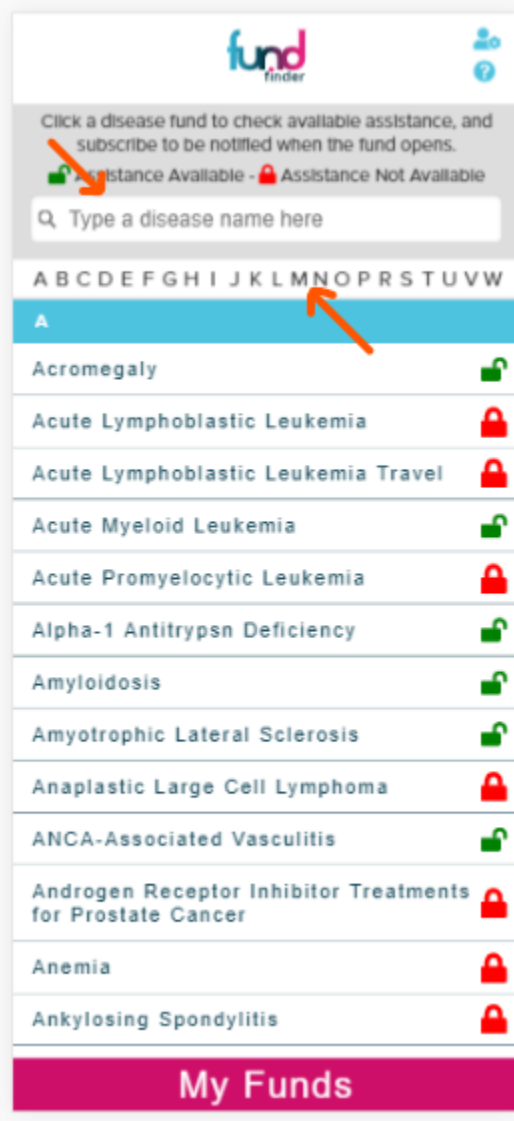 fund
finder
Click a disease fund to check available assistance, and
subscribe to be notified when the fund opens.
Assistance Available - Assistance Not Available
Type a disease name here
A B C D E F G H I J K L M N O P R S T U V W
A
Acromegaly
Acute Lymphoblastic Leukemia
Acute Lymphoblastic Leukemia Travel
Acute Myeloid Leukemia
Acute Promyelocytic Leukemia
Alpha-1 Antitrypsn Deficiency
Amyloidosis
Amyotrophic Lateral Sclerosis
Anaplastic Large Cell Lymphoma
ANCA-Associated Vasculitis
Androgen Receptor Inhibitor Treatments
for Prostate Cancer
Anemia
Ankylosing Spondylitis
My Funds